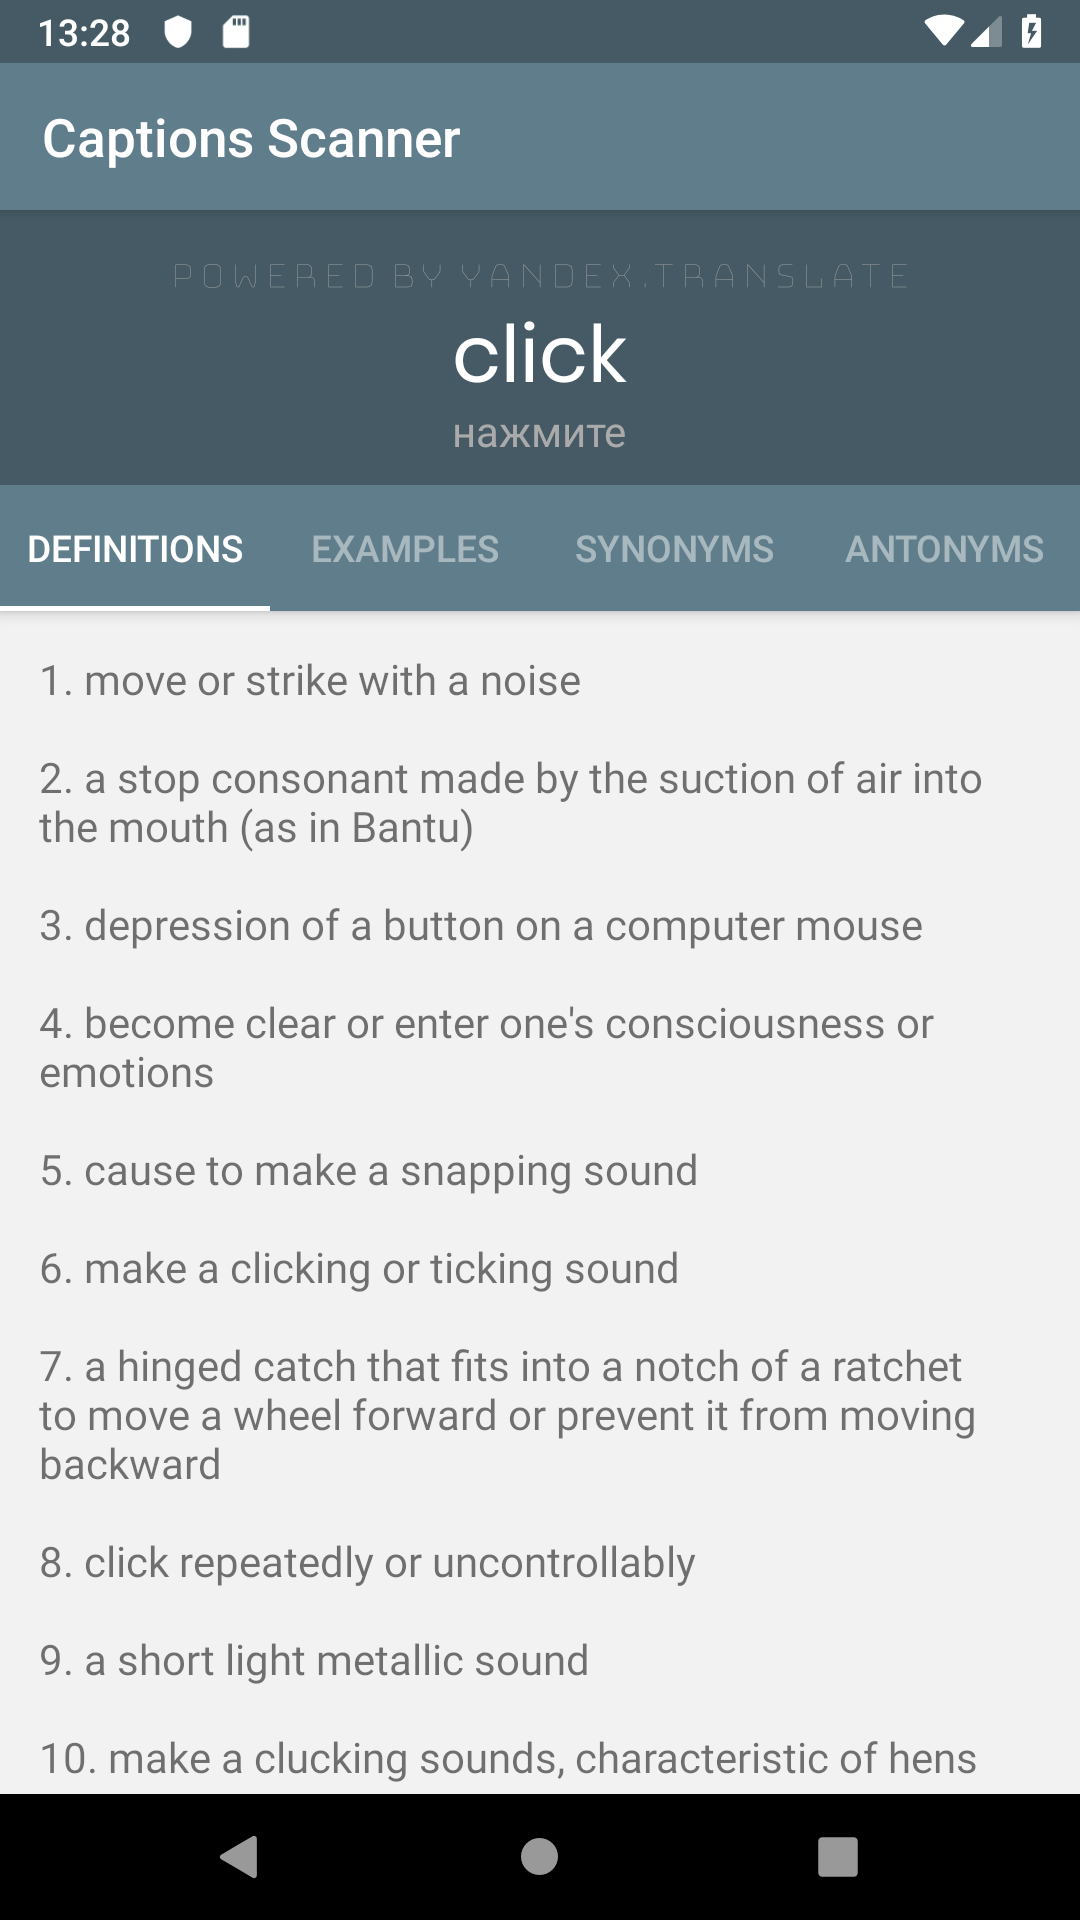 13:28
Captions Scanner
POWERED BY YANDEX.TRANSLATE
click
нажмите
DEFINITIONS EXAMPLES SYNONYMS ANTONYMS
1. move or strike with a noise
2. a stop consonant made by the suction of air into
the mouth (as in Bantu)
3. depression of a button on a computer mouse
4. become clear or enter one's consciousness or
emotions
5. cause to make a snapping sound
6. make a clicking or ticking sound
7. a hinged catch that fits into a notch of a ratchet
to move a wheel forward or prevent it from moving
backward
8. click repeatedly or uncontrollably
9. a short light metallic sound
10. make a clucking sounds, characteristic of hens